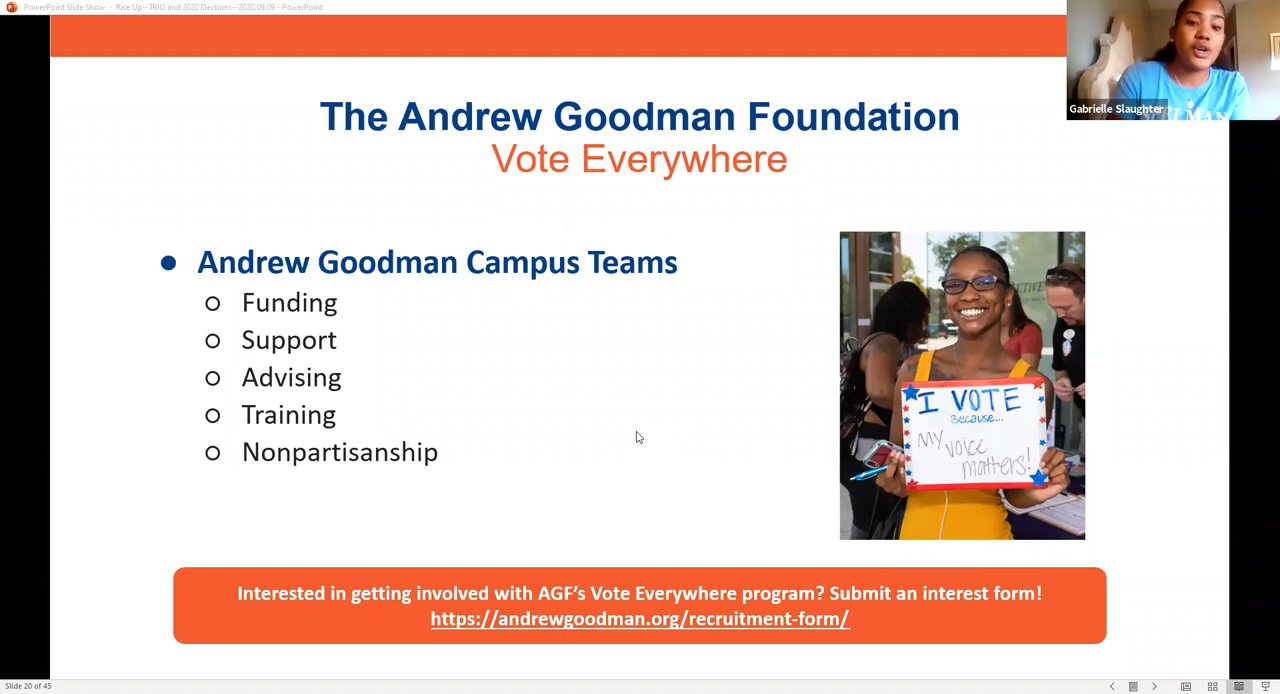 PowerPoint Slide Show - Rise Up--TRIO and 2020 Elections--2020.09.09 - PowerPoint
Gabrielle Slaughter
The Andrew Goodman Foundation
Vote Everywhere
Andrew Goodman Campus Teams
Funding
Support
Advising
Training
Nonpartisanship
I VOTE
Because...
MY
voice
matters!
Interested in getting involved with AGF's Vote Everywhere program? Submit an interest form!
https://andrewgoodman.org/recruitment-form/
Slide 20 of 45